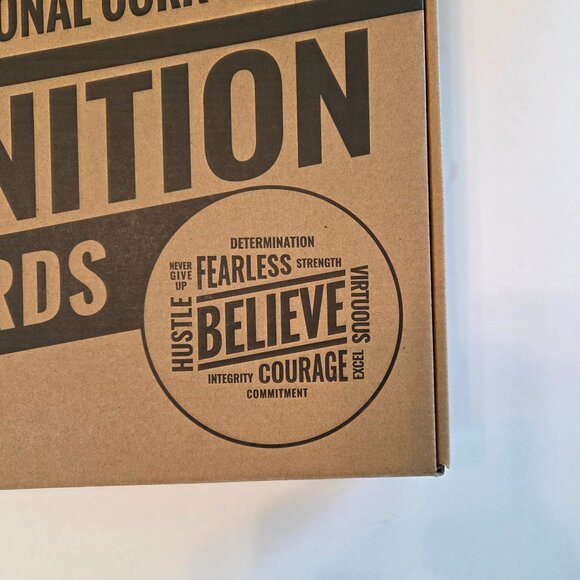 ONAL
NITION
RDS
DETERMINATION
NEVER
GIVE
UP
FEARLESS STRENGTH
HUSTLE
BELIEVE
VIRTUOUS
INTEGRITY COURAGE
EXCEL
COMMITMENT